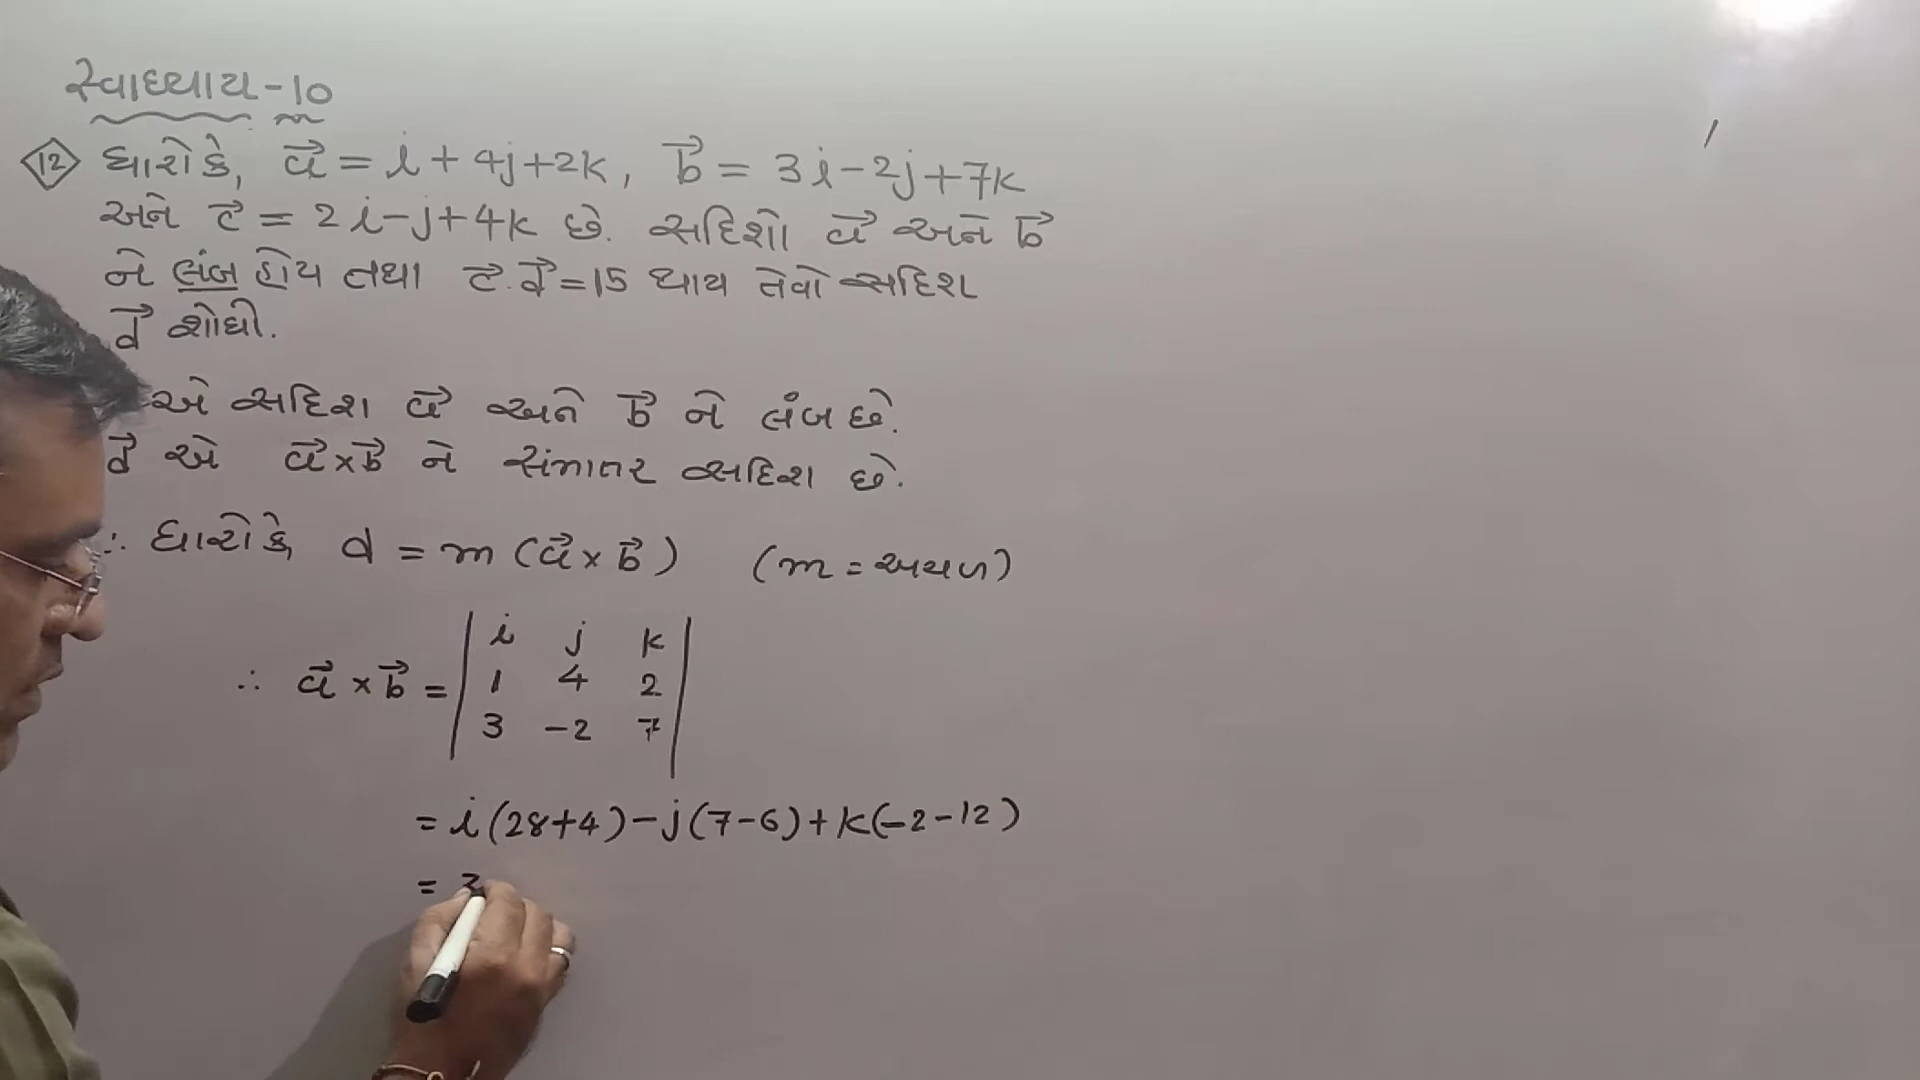 સ્વાધ્યાય-10
12 ધારોકે, a⃗ = i + 4j + 2k, b⃗ = 3i - 2j + 7k
અને c⃗ = 2i - j + 4k છે. સદિશો a⃗ અને b⃗
ને લંબ હોય તથા c⃗ . d⃗ = 15 થાય તેવો સદિશ
d⃗ શોધો.
એ સદિશ a⃗ અને b⃗ ને લંબ છે.
d⃗ એ a⃗ × b⃗ ને સંમાતર સદિશ છે.
∴ ધારોકે, d = m (a⃗ × b⃗) (m = અચળ)
∴ a⃗ × b⃗ = | i j k |
| 1 4 2 |
| 3 -2 7 |
= i (28+4) - j (7-6) + k (-2-12)
= 3